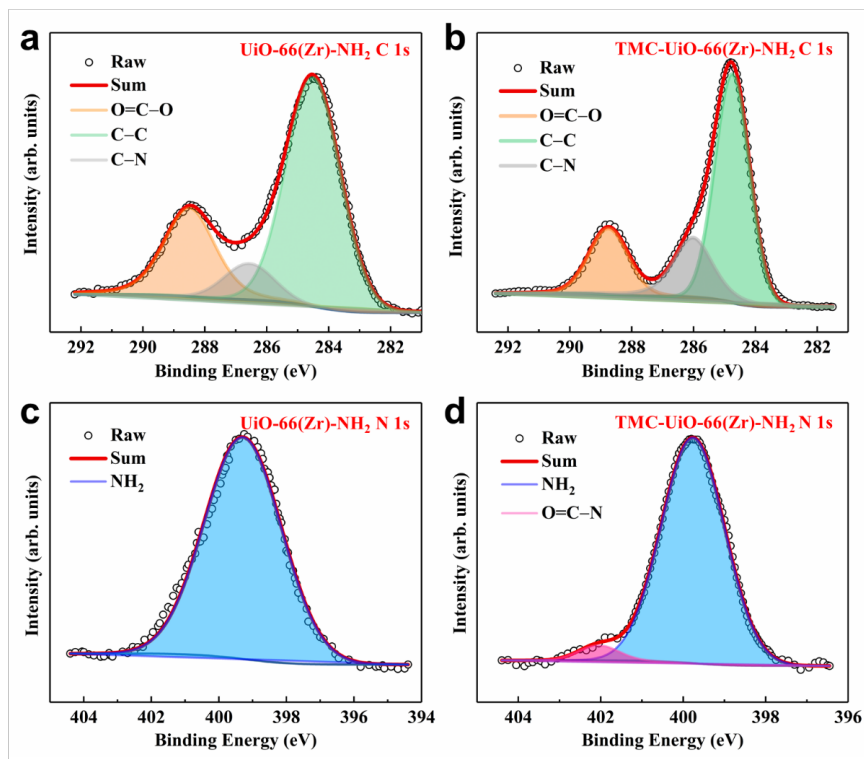 a
UiO-66(Zr)-NH₂ C 1s
Raw
Sum
O=C–O
C–C
C–N
Intensity (arb. units)
292 290 288 286 284 282
Binding Energy (eV)
b
TMC-UiO-66(Zr)-NH₂ C 1s
Raw
Sum
O=C–O
C–C
C–N
Intensity (arb. units)
292 290 288 286 284 282
Binding Energy (eV)
c
UiO-66(Zr)-NH₂ N 1s
Raw
Sum
NH₂
Intensity (arb. units)
404 402 400 398 396 394
Binding Energy (eV)
d
TMC-UiO-66(Zr)-NH₂ N 1s
Raw
Sum
NH₂
O=C–N
Intensity (arb. units)
404 402 400 398 396
Binding Energy (eV)